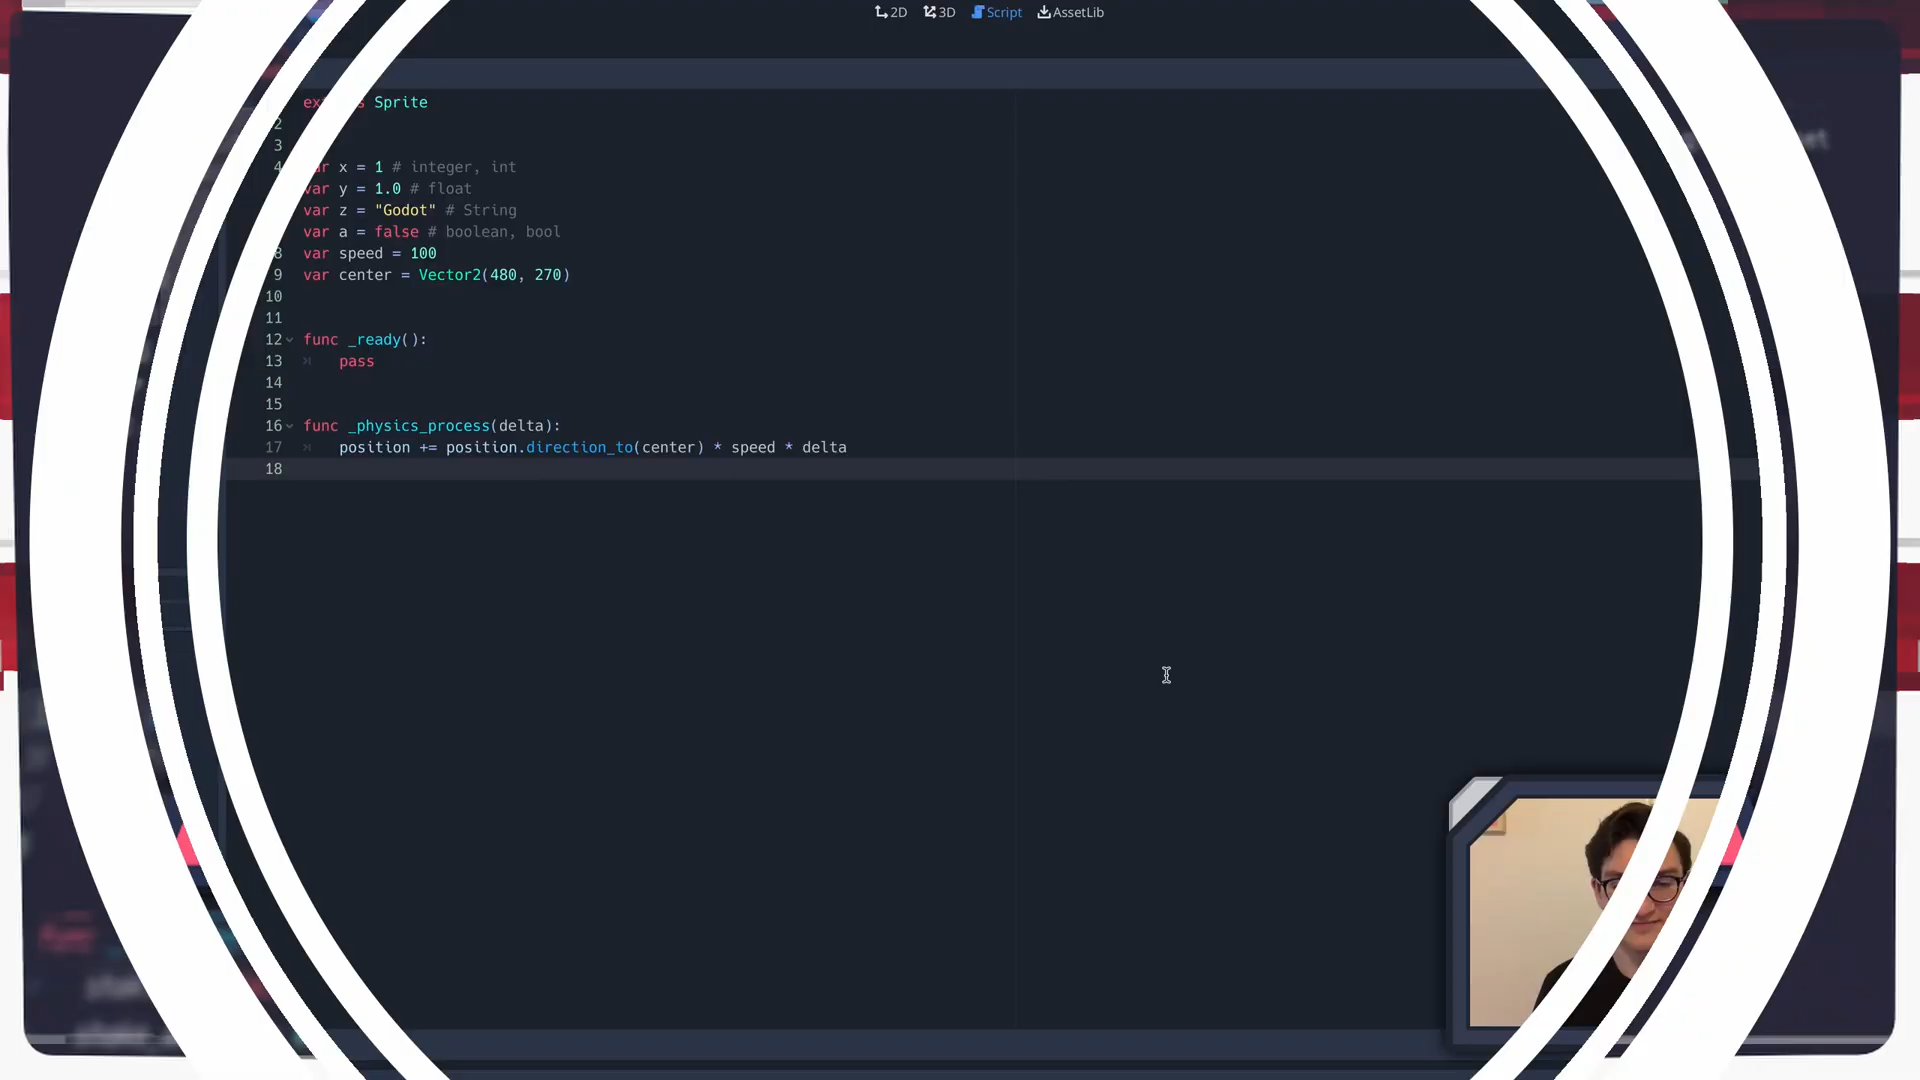 2D 3D Script AssetLib
Sprite
2
3
4 var x = 1 # integer, int
var y = 1.0 # float
var z = "Godot" # String
var a = false # boolean, bool
8 var speed = 100
9 var center = Vector2(480, 270)
10
11
12 func _ready():
13 pass
14
15
16 func _physics_process(delta):
17 position += position.direction_to(center) * speed * delta
18